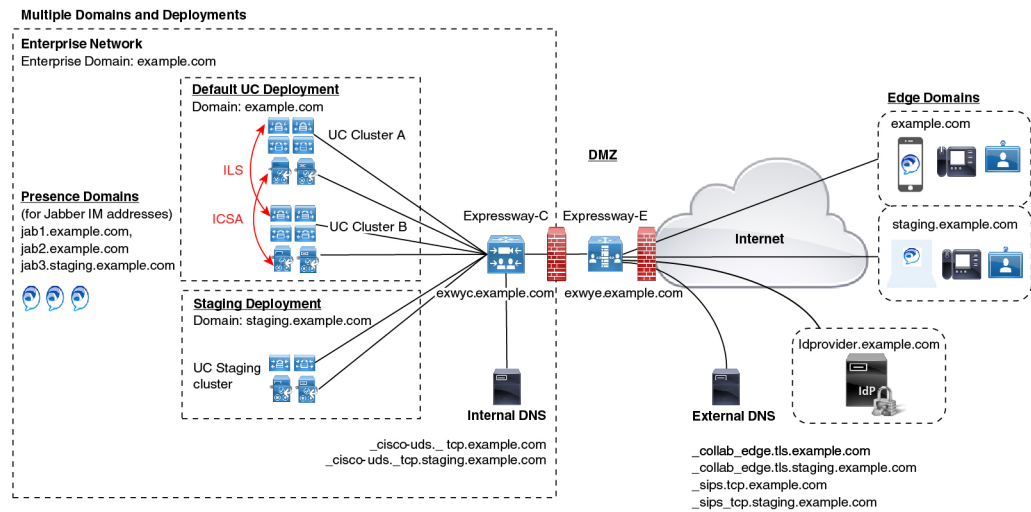 Multiple Domains and Deployments
Enterprise Network
Enterprise Domain: example.com
Default UC Deployment
Domain: example.com
UC Cluster A
ILS
ICSA
UC Cluster B
Presence Domains
(for Jabber IM addresses)
jab1.example.com,
jab2.example.com
jab3.staging.example.com
Staging Deployment
Domain: staging.example.com
UC Staging
cluster
Expressway-C
exwyc.example.com
Internal DNS
_cisco-uds._ tcp.example.com
_cisco-uds._tcp.staging.example.com
DMZ
Expressway-E
exwye.example.com
Internet
External DNS
_collab_edge.tls.example.com
_collab_edge.tls.staging.example.com
_sips.tcp.example.com
_sips_tcp.staging.example.com
Edge Domains
example.com
staging.example.com
Idprovider.example.com
IdP